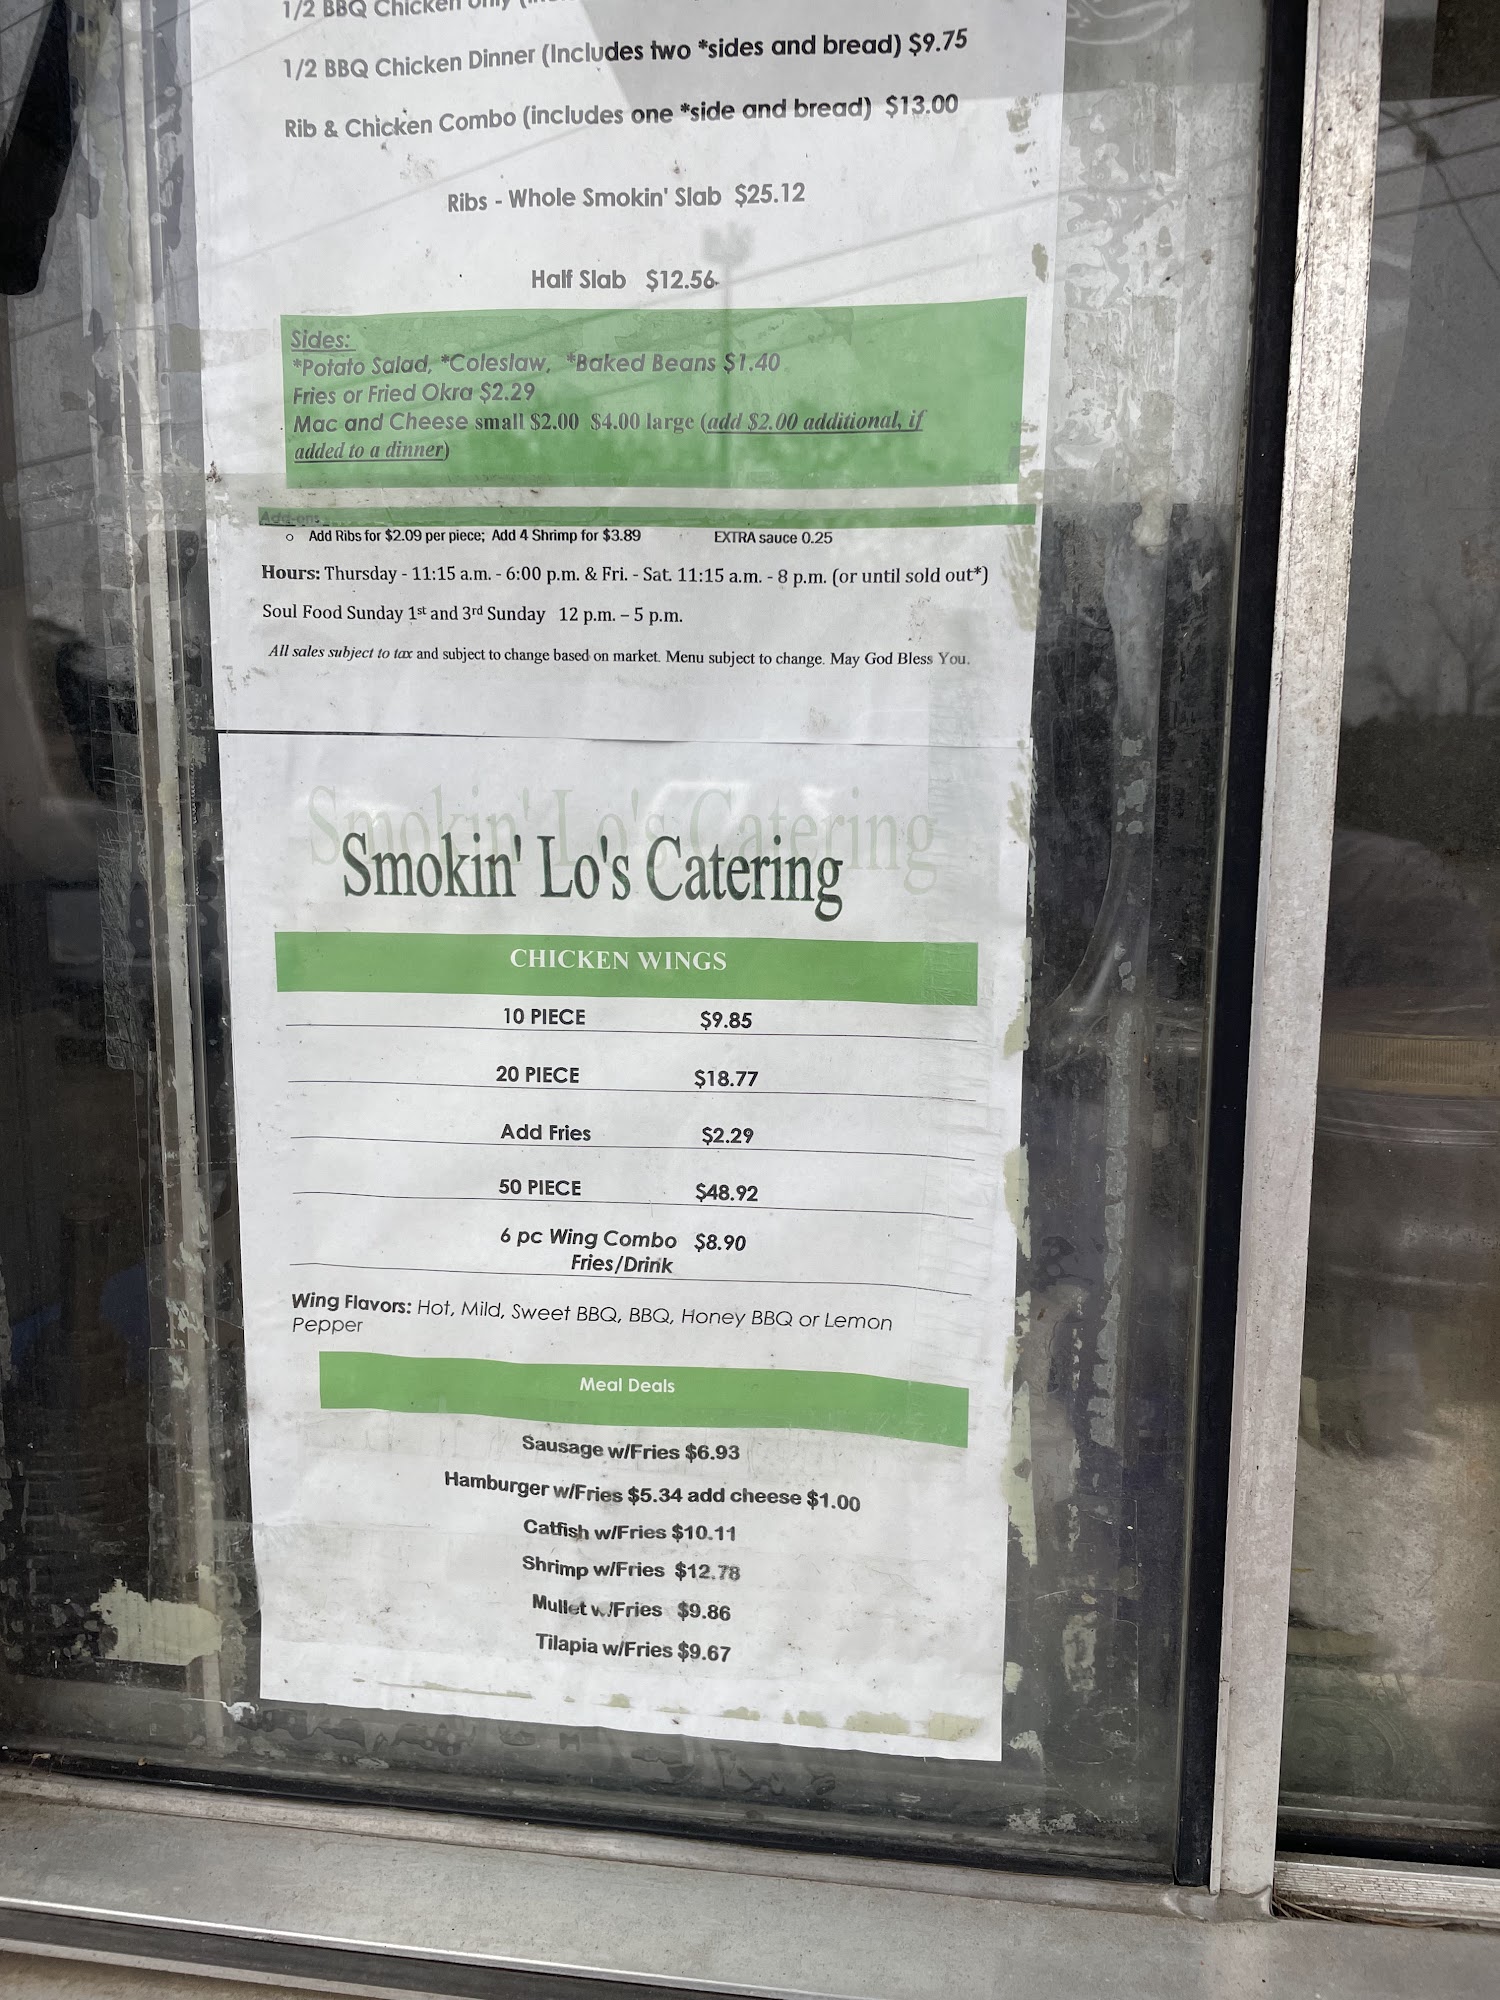 1/2 BBQ Chicken only
1/2 BBQ Chicken Dinner (Includes two *sides and bread) $9.75
Rib & Chicken Combo (includes one *side and bread) $13.00
Ribs - Whole Smokin' Slab $25.12
Half Slab $12.56
Sides:
*Potato Salad, *Coleslaw, *Baked Beans $1.40
Fries or Fried Okra $2.29
Mac and Cheese small $2.00 $4.00 large (add $2.00 additional, if
added to a dinner)
Add-ons
o Add Ribs for $2.09 per piece; Add 4 Shrimp for $3.89 EXTRA sauce 0.25
Hours: Thursday - 11:15 a.m. - 6:00 p.m. & Fri. - Sat. 11:15 a.m. - 8 p.m. (or until sold out*)
Soul Food Sunday 1st and 3rd Sunday 12 p.m. – 5 p.m.
All sales subject to tax and subject to change based on market. Menu subject to change. May God Bless You.
Smokin' Lo's Catering
CHICKEN WINGS
10 PIECE $9.85
20 PIECE $18.77
Add Fries $2.29
50 PIECE $48.92
6 pc Wing Combo $8.90
Fries/Drink
Wing Flavors: Hot, Mild, Sweet BBQ, BBQ, Honey BBQ or Lemon
Pepper
Meal Deals
Sausage w/Fries $6.93
Hamburger w/Fries $5.34 add cheese $1.00
Catfish w/Fries $10.11
Shrimp w/Fries $12.78
Mullet w/Fries $9.86
Tilapia w/Fries $9.67